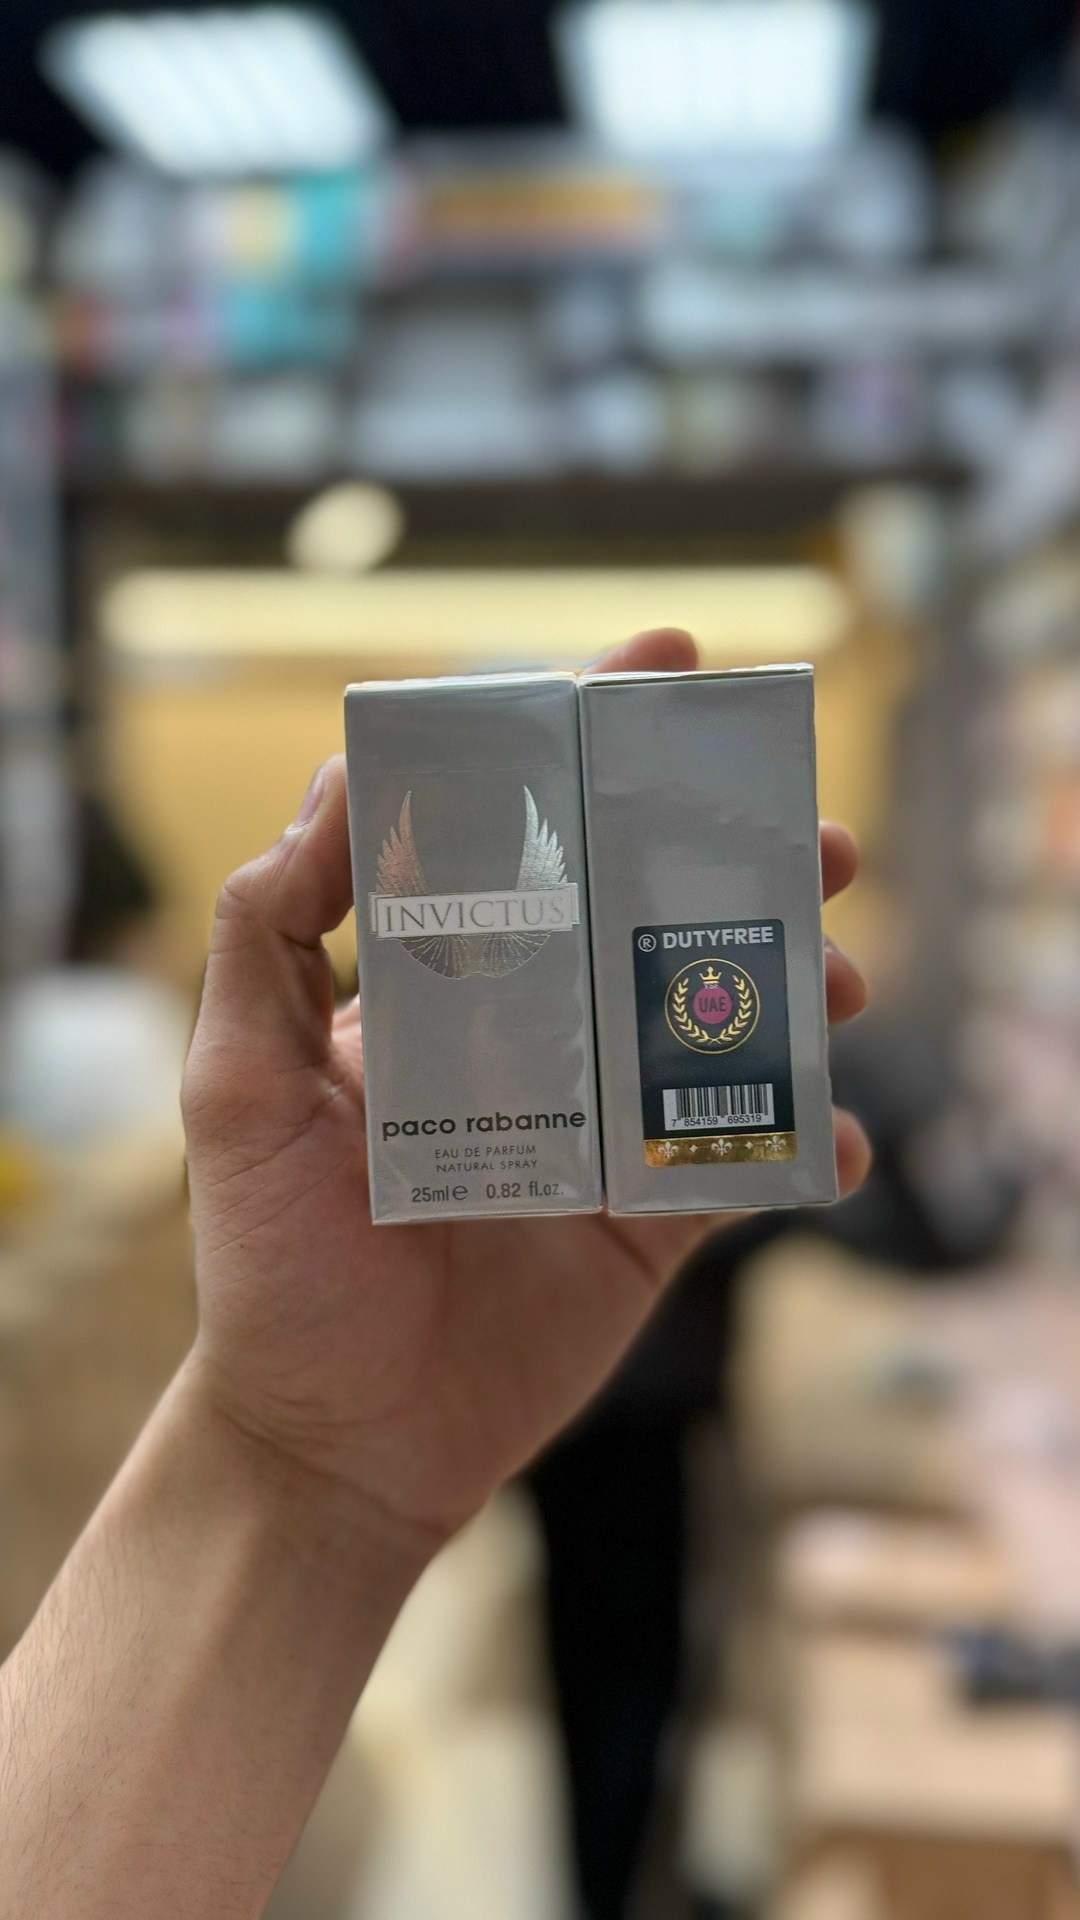 INVICTUS
paco rabanne
EAU DE PARFUM
NATURAL SPRAY
25ml e 0.82 fl.oz.
® DUTYFREE
UAE
7 854159 695319